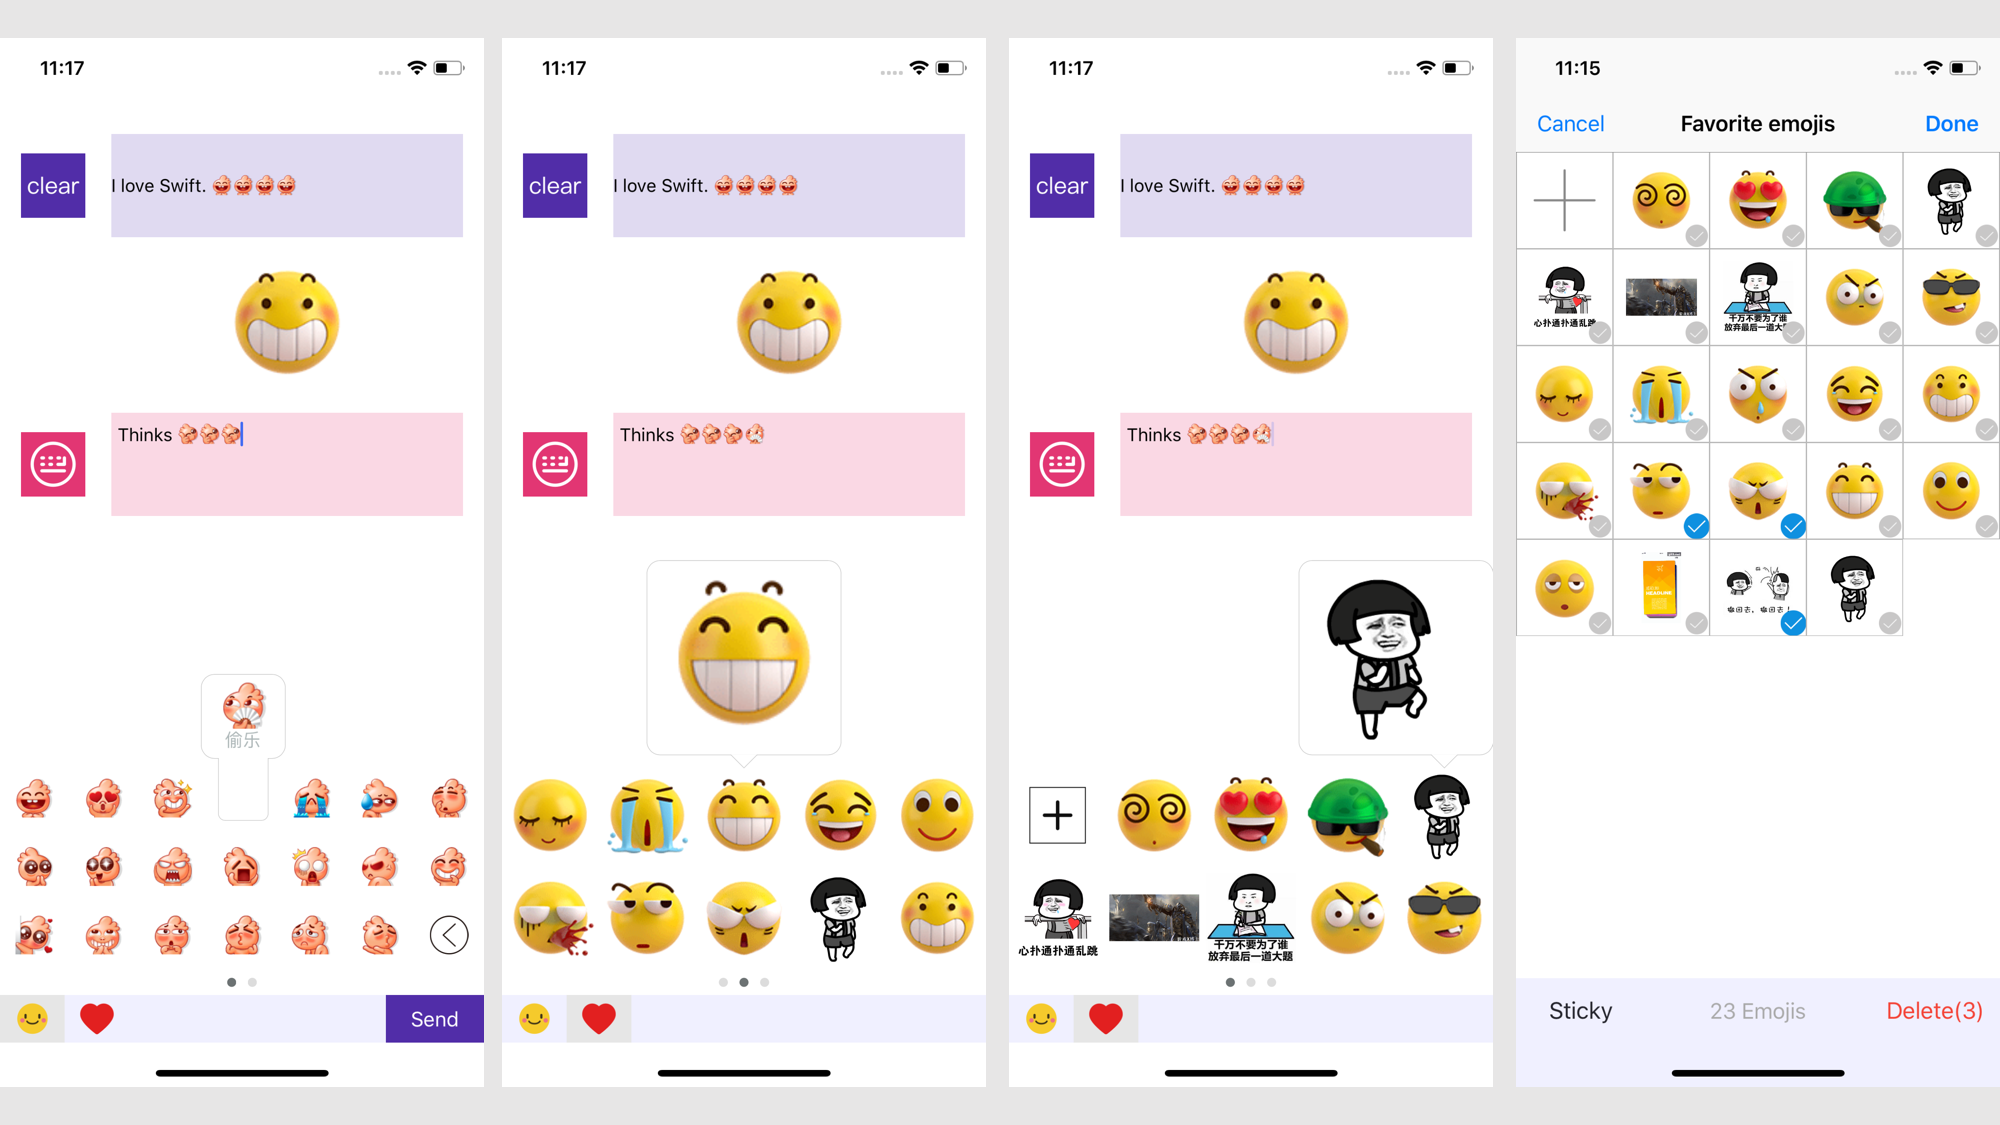 11:17
clear
I love Swift.
Thinks
偷乐
Send
11:17
clear
I love Swift.
Thinks
11:17
clear
I love Swift.
Thinks
心扑通扑通乱跳
千万不要为了谁
放弃最后一道大题
11:15
Cancel
Favorite emojis
Done
心扑通扑通乱跳
千万不要为了谁
放弃最后一道大
HEADLINE
Sticky
23 Emojis
Delete(3)